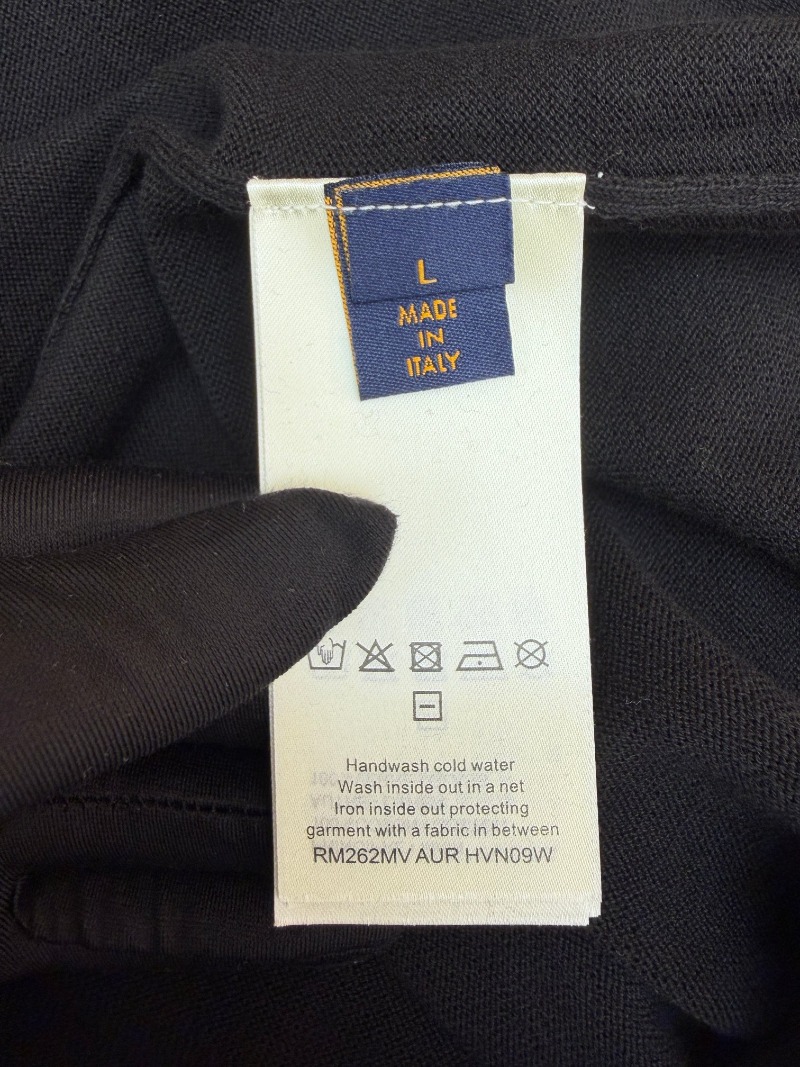 L
MADE
IN
ITALY
Handwash cold water
Wash inside out in a net
Iron inside out protecting
garment with a fabric in between
RM262MV AUR HVN09W